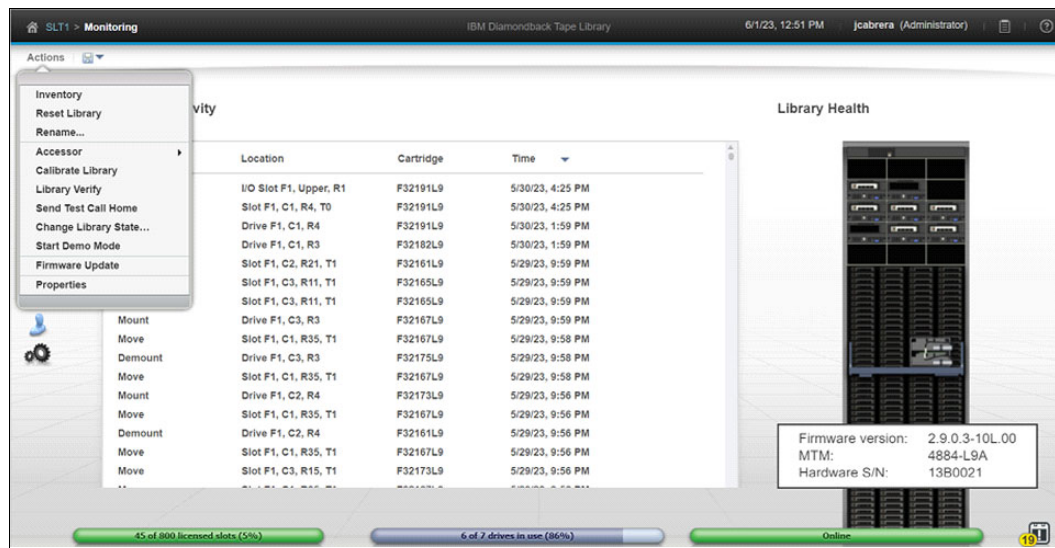 SLT1 > Monitoring
IBM Diamondback Tape Library
6/1/23, 12:51 PM
jcabrera (Administrator)
Actions
Inventory
Reset Library
Rename...
Accessor
Calibrate Library
Library Verify
Send Test Call Home
Change Library State...
Start Demo Mode
Firmware Update
Properties
vity
Library Health
Location Cartridge Time
I/O Slot F1, Upper, R1 F32191L9 5/30/23, 4:25 PM
Slot F1, C1, R4, T0 F32191L9 5/30/23, 4:25 PM
Drive F1, C1, R4 F32191L9 5/30/23, 1:59 PM
Drive F1, C1, R3 F32182L9 5/30/23, 1:59 PM
Slot F1, C2, R21, T1 F32161L9 5/29/23, 9:59 PM
Slot F1, C3, R11, T1 F32165L9 5/29/23, 9:59 PM
Slot F1, C3, R11, T1 F32165L9 5/29/23, 9:59 PM
Mount Drive F1, C3, R3 F32167L9 5/29/23, 9:59 PM
Move Slot F1, C1, R35, T1 F32167L9 5/29/23, 9:58 PM
Demount Drive F1, C3, R3 F32175L9 5/29/23, 9:58 PM
Move Slot F1, C1, R35, T1 F32167L9 5/29/23, 9:58 PM
Mount Drive F1, C2, R4 F32173L9 5/29/23, 9:56 PM
Move Slot F1, C1, R35, T1 F32167L9 5/29/23, 9:56 PM
Demount Drive F1, C2, R4 F32161L9 5/29/23, 9:56 PM
Move Slot F1, C1, R35, T1 F32167L9 5/29/23, 9:56 PM
Move Slot F1, C3, R15, T1 F32173L9 5/29/23, 9:56 PM
Firmware version: 2.9.0.3-10L.00
MTM: 4884-L9A
Hardware S/N: 13B0021
45 of 800 licensed slots (5%)
6 of 7 drives in use (86%)
Online
19